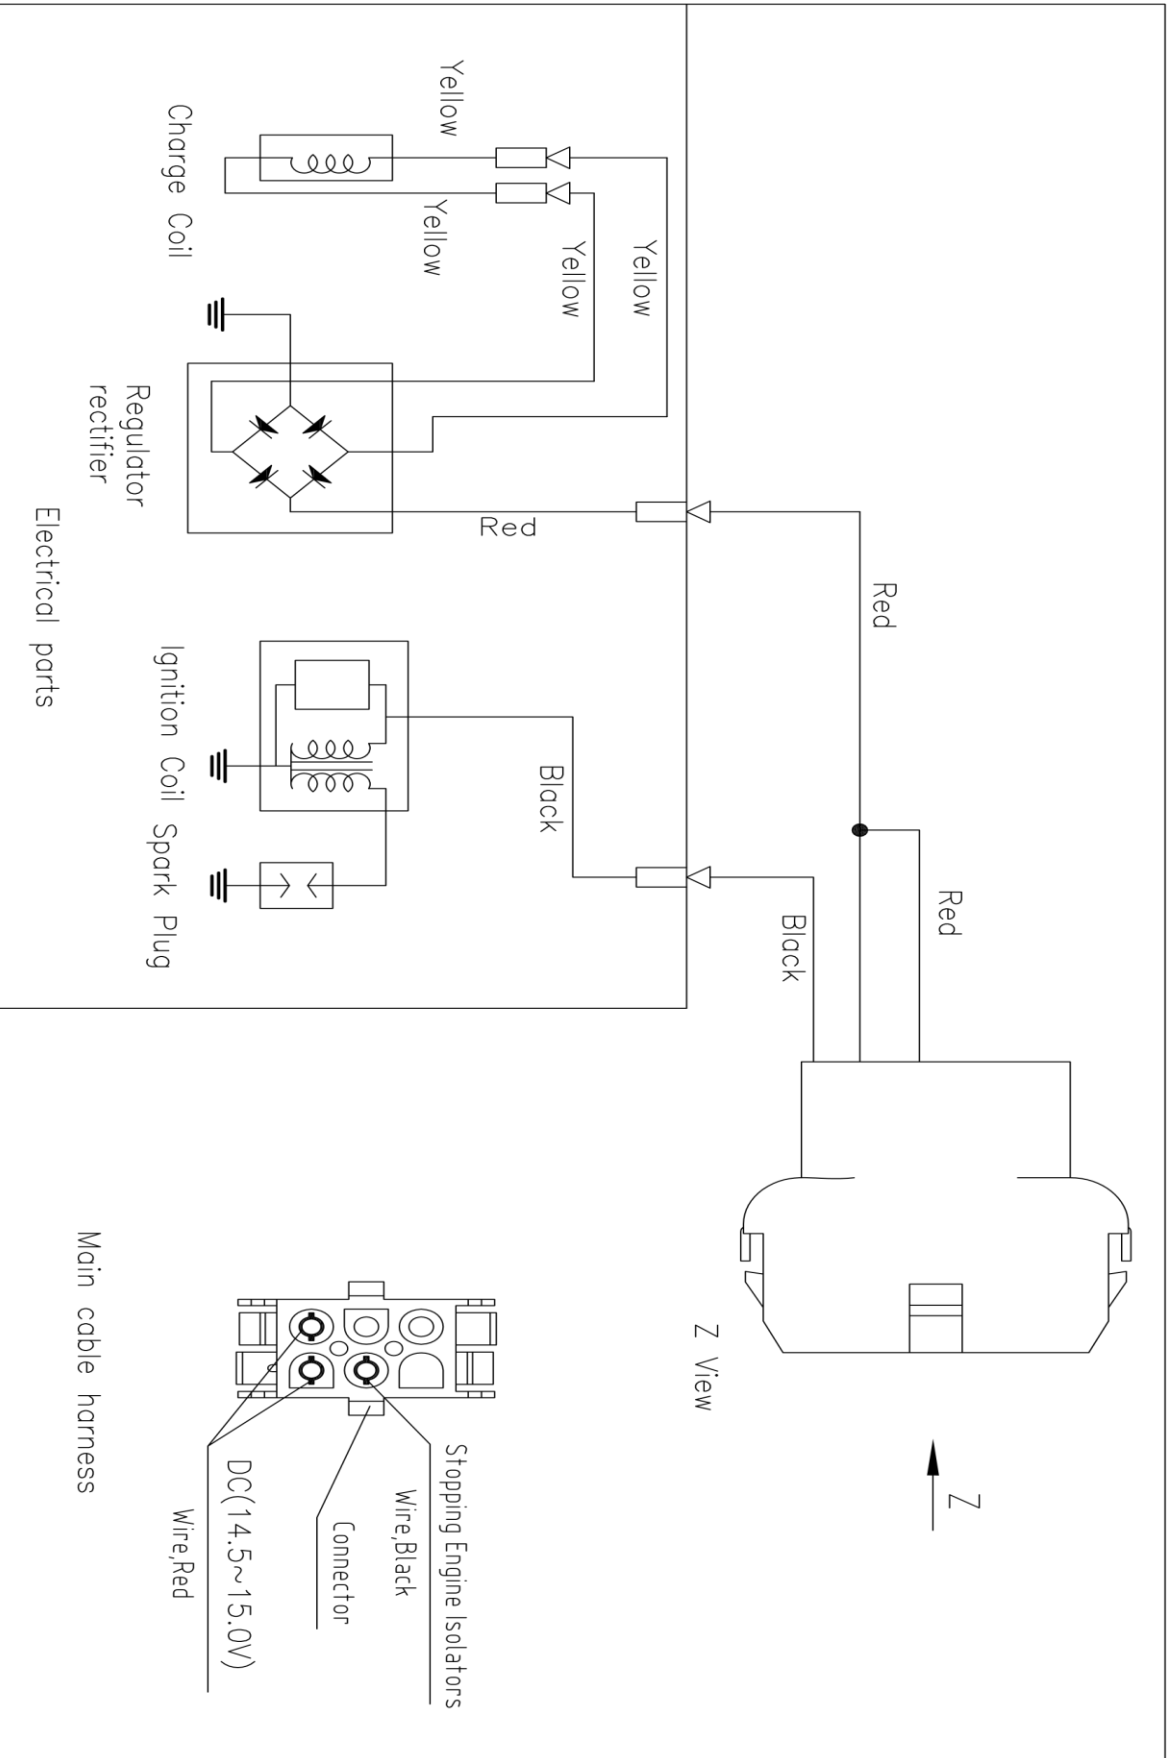 Yellow
Yellow
Yellow
Yellow
Charge Coil
Regulator
rectifier
Red
Red
Red
Black
Black
Ignition Coil
Spark Plug
Electrical parts
Z
Z View
Stopping Engine Isolators
Wire,Black
Connector
DC(14.5~15.0V)
Wire,Red
Main cable harness